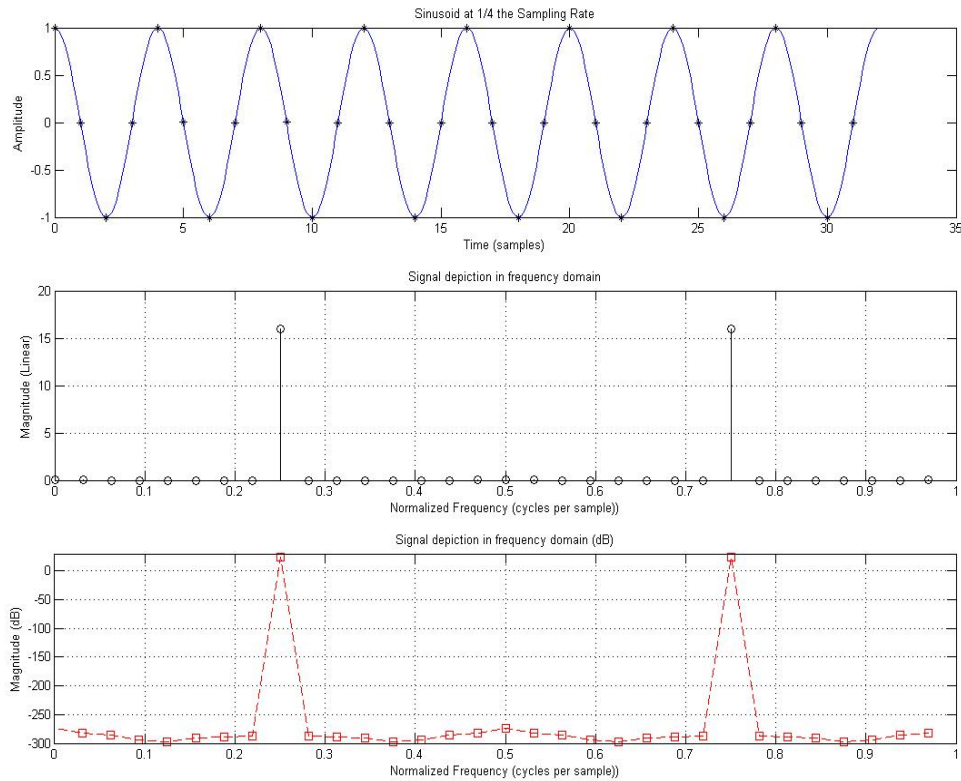 Sinusoid at 1/4 the Sampling Rate
1
0.5
0
-0.5
-1
Amplitude
0 5 10 15 20 25 30 35
Time (samples)
Signal depiction in frequency domain
20
15
10
5
0
Magnitude (Linear)
0 0.1 0.2 0.3 0.4 0.5 0.6 0.7 0.8 0.9 1
Normalized Frequency (cycles per sample))
Signal depiction in frequency domain (dB)
0
-50
-100
-150
-200
-250
-300
Magnitude (dB)
0 0.1 0.2 0.3 0.4 0.5 0.6 0.7 0.8 0.9 1
Normalized Frequency (cycles per sample))